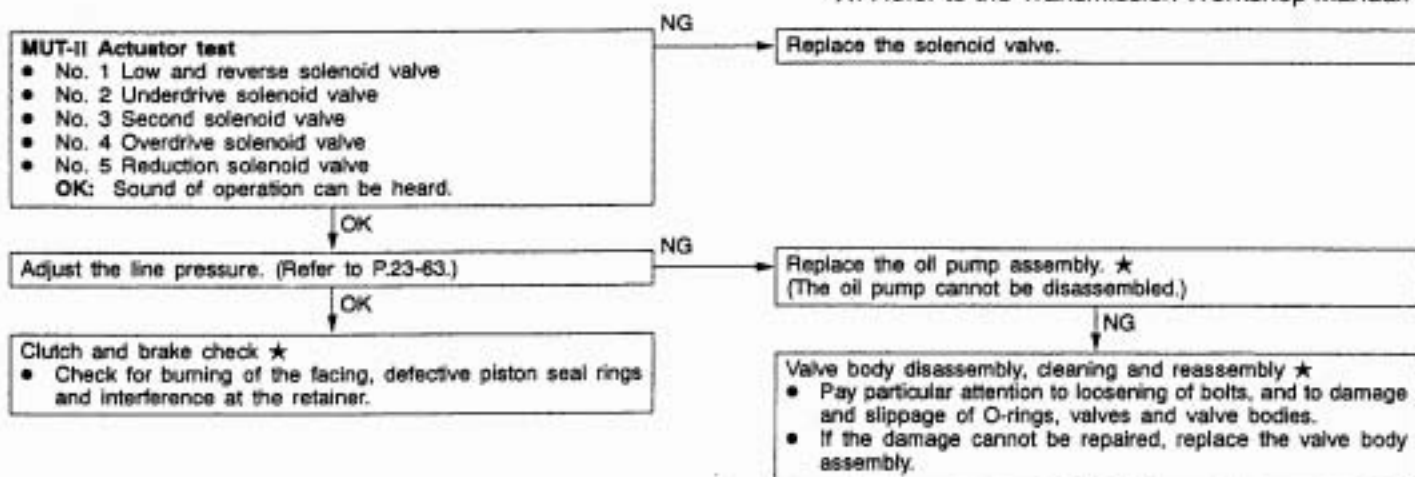 Refer to the Transmission Workshop Manual.
NG
MUT-II Actuator test
● No. 1 Low and reverse solenoid valve
● No. 2 Underdrive solenoid valve
● No. 3 Second solenoid valve
● No. 4 Overdrive solenoid valve
● No. 5 Reduction solenoid valve
OK: Sound of operation can be heard.
Replace the solenoid valve.
OK
NG
Adjust the line pressure. (Refer to P.23-63.)
Replace the oil pump assembly. ★
(The oil pump cannot be disassembled.)
OK
NG
Clutch and brake check ★
● Check for burning of the facing, defective piston seal rings
and interference at the retainer.
Valve body disassembly, cleaning and reassembly ★
● Pay particular attention to loosening of bolts, and to damage
and slippage of O-rings, valves and valve bodies.
● If the damage cannot be repaired, replace the valve body
assembly.